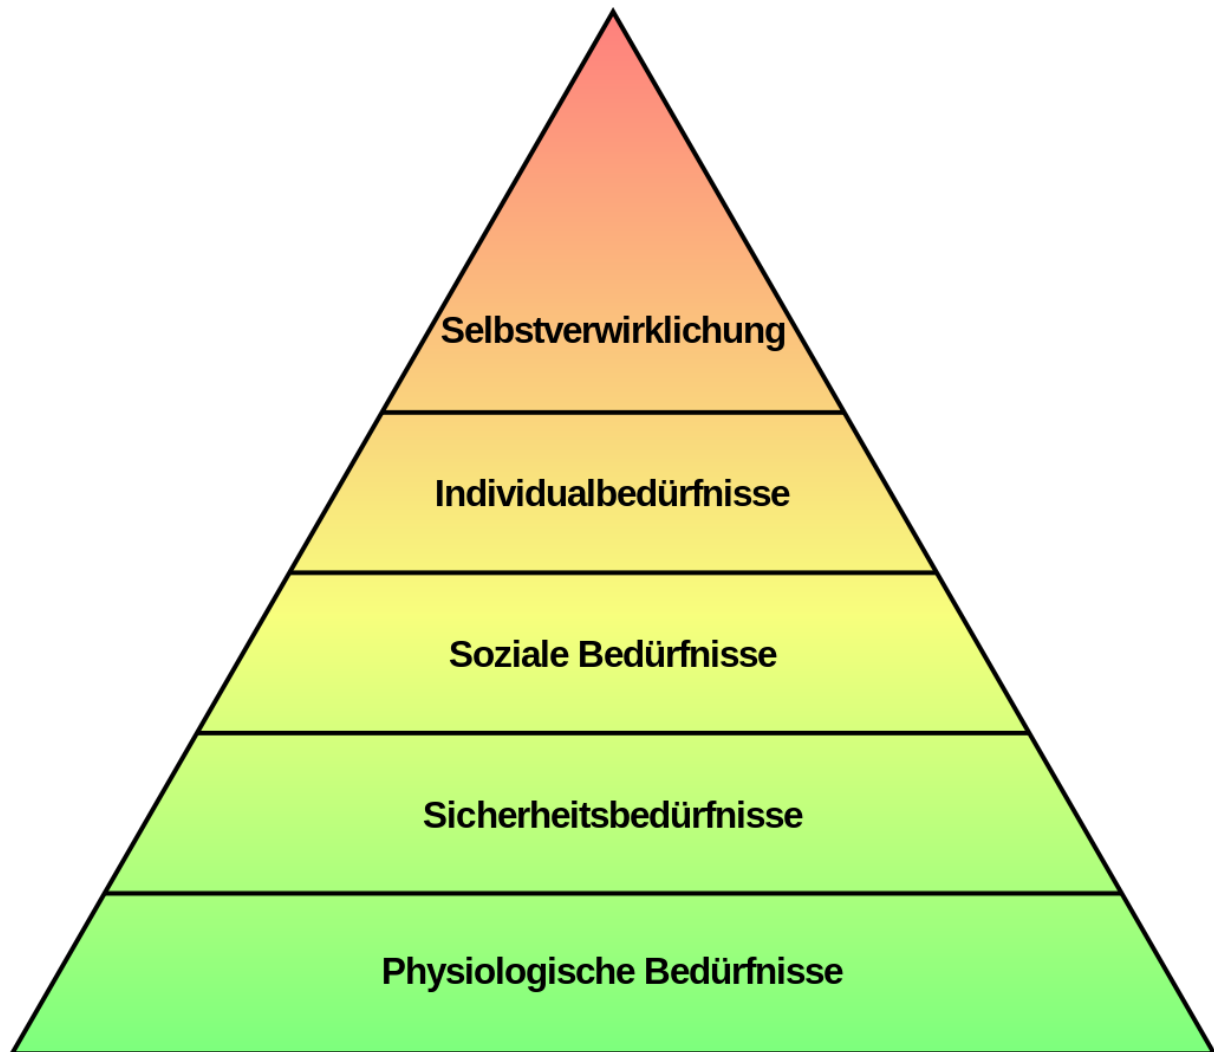 Selbstverwirklichung
Individualbedürfnisse
Soziale Bedürfnisse
Sicherheitsbedürfnisse
Physiologische Bedürfnisse